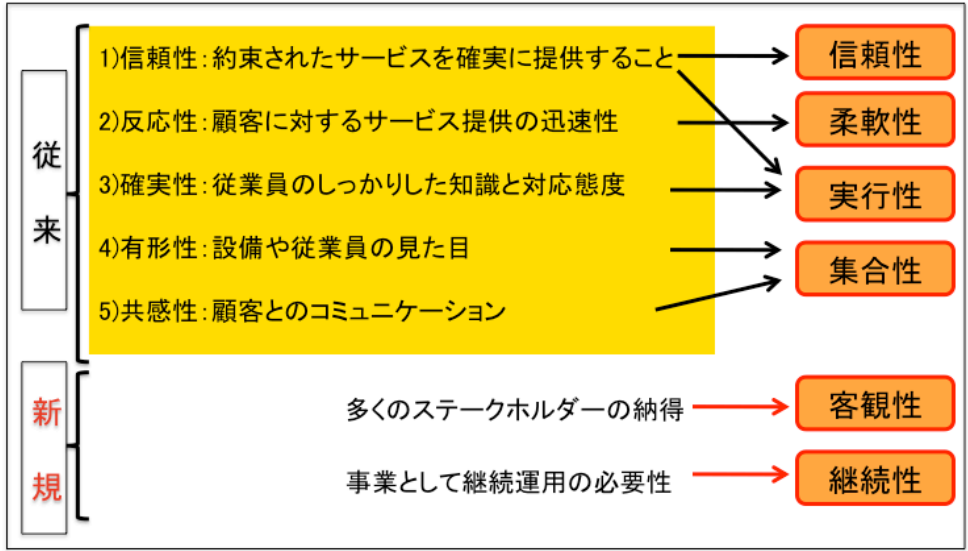 従来
1)信頼性：約束されたサービスを確実に提供すること
信頼性
2)反応性：顧客に対するサービス提供の迅速性
柔軟性
3)確実性：従業員のしっかりした知識と対応態度
実行性
4)有形性：設備や従業員の見た目
集合性
5)共感性：顧客とのコミュニケーション
新規
多くのステークホルダーの納得
客観性
事業として継続運用の必要性
継続性